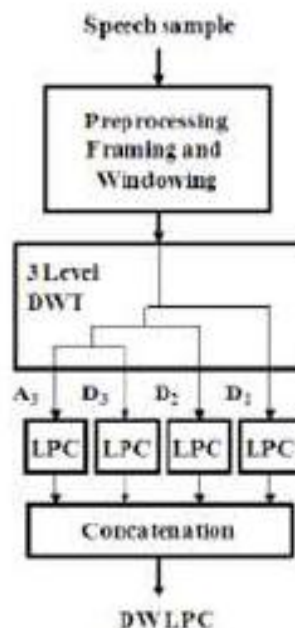 Speech sample
Preprocessing
Framing and
Windowing
3 Level
DWT
A₃ D₃ D₂ D₁
LPC LPC LPC LPC
Concatenation
DWLPC